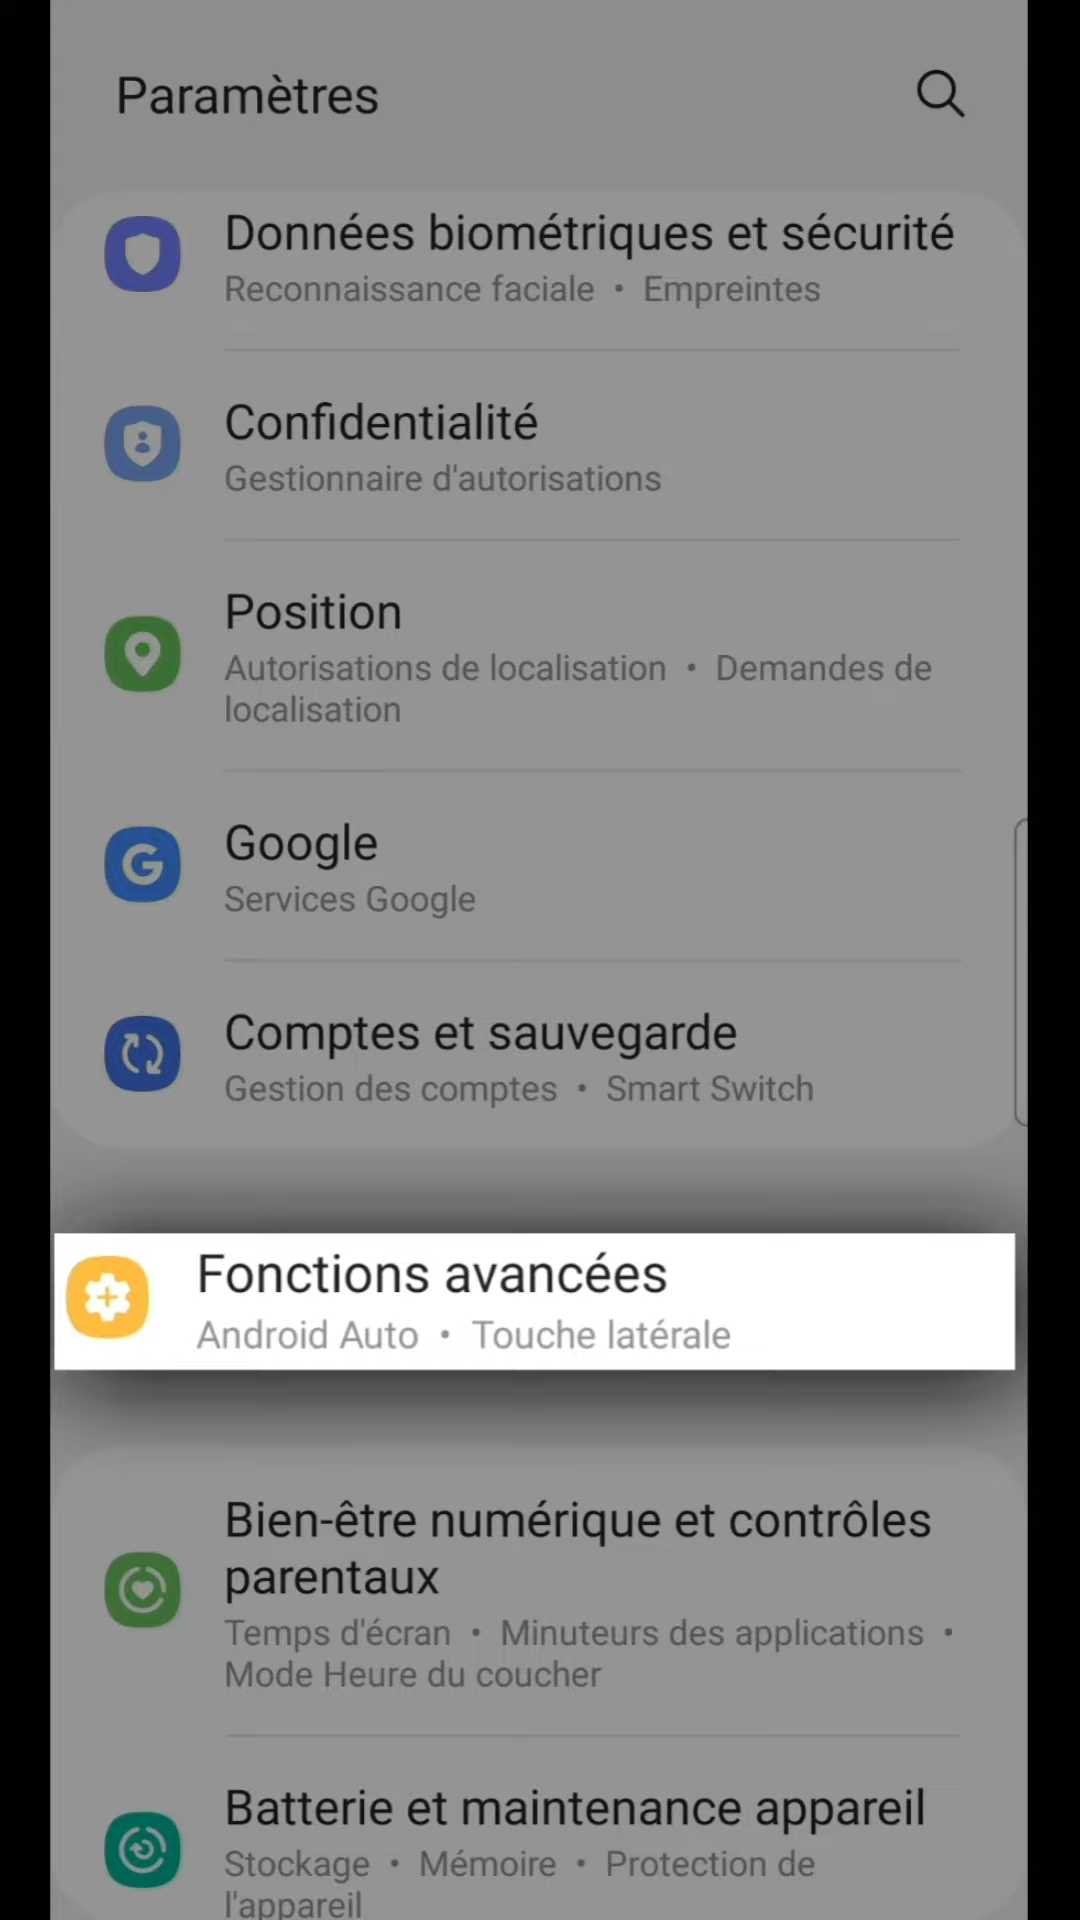 Paramètres
Données biométriques et sécurité
Reconnaissance faciale • Empreintes
Confidentialité
Gestionnaire d'autorisations
Position
Autorisations de localisation • Demandes de
localisation
Google
Services Google
Comptes et sauvegarde
Gestion des comptes • Smart Switch
Fonctions avancées
Android Auto • Touche latérale
Bien-être numérique et contrôles
parentaux
Temps d'écran • Minuteurs des applications •
Mode Heure du coucher
Batterie et maintenance appareil
Stockage • Mémoire • Protection de
l'appareil